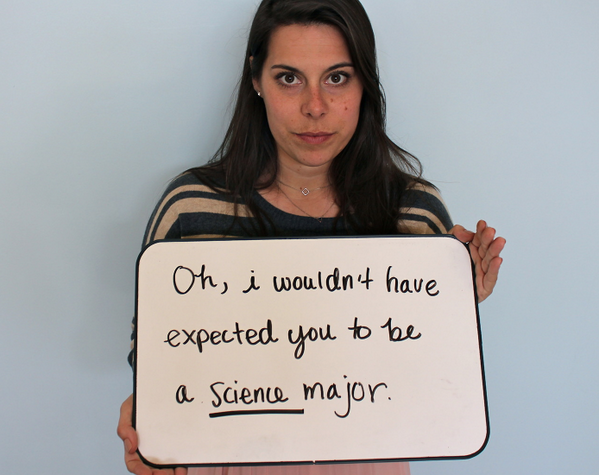 Oh, i wouldn't have
expected you to be
a science major.